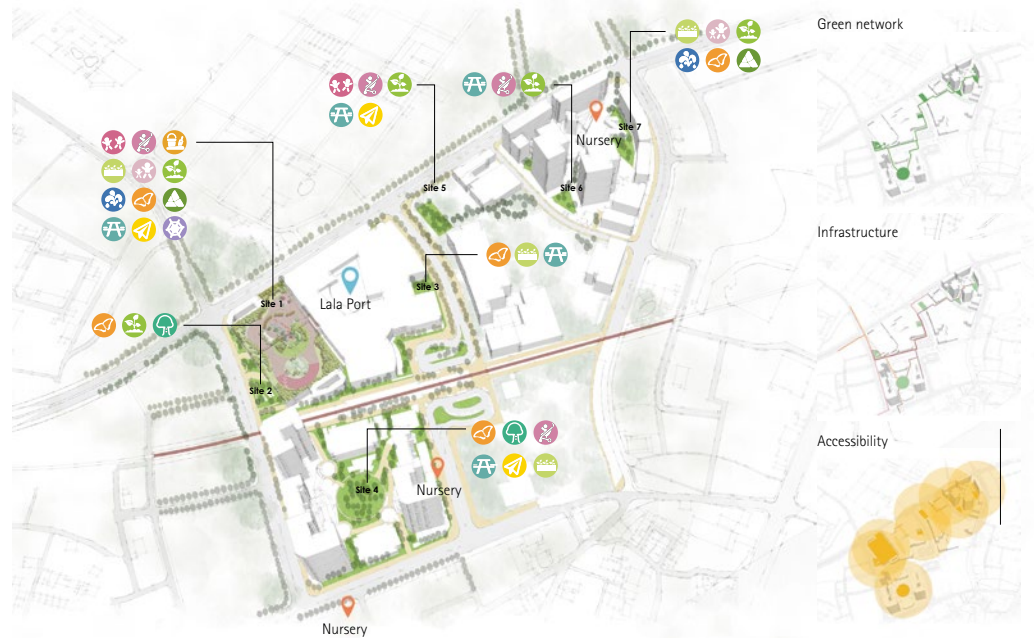 Green network
Site 7
Nursery
Site 5
Site 6
Infrastructure
Site 3
Lala Port
Site 1
Site 2
Accessibility
Site 4
Nursery
Nursery